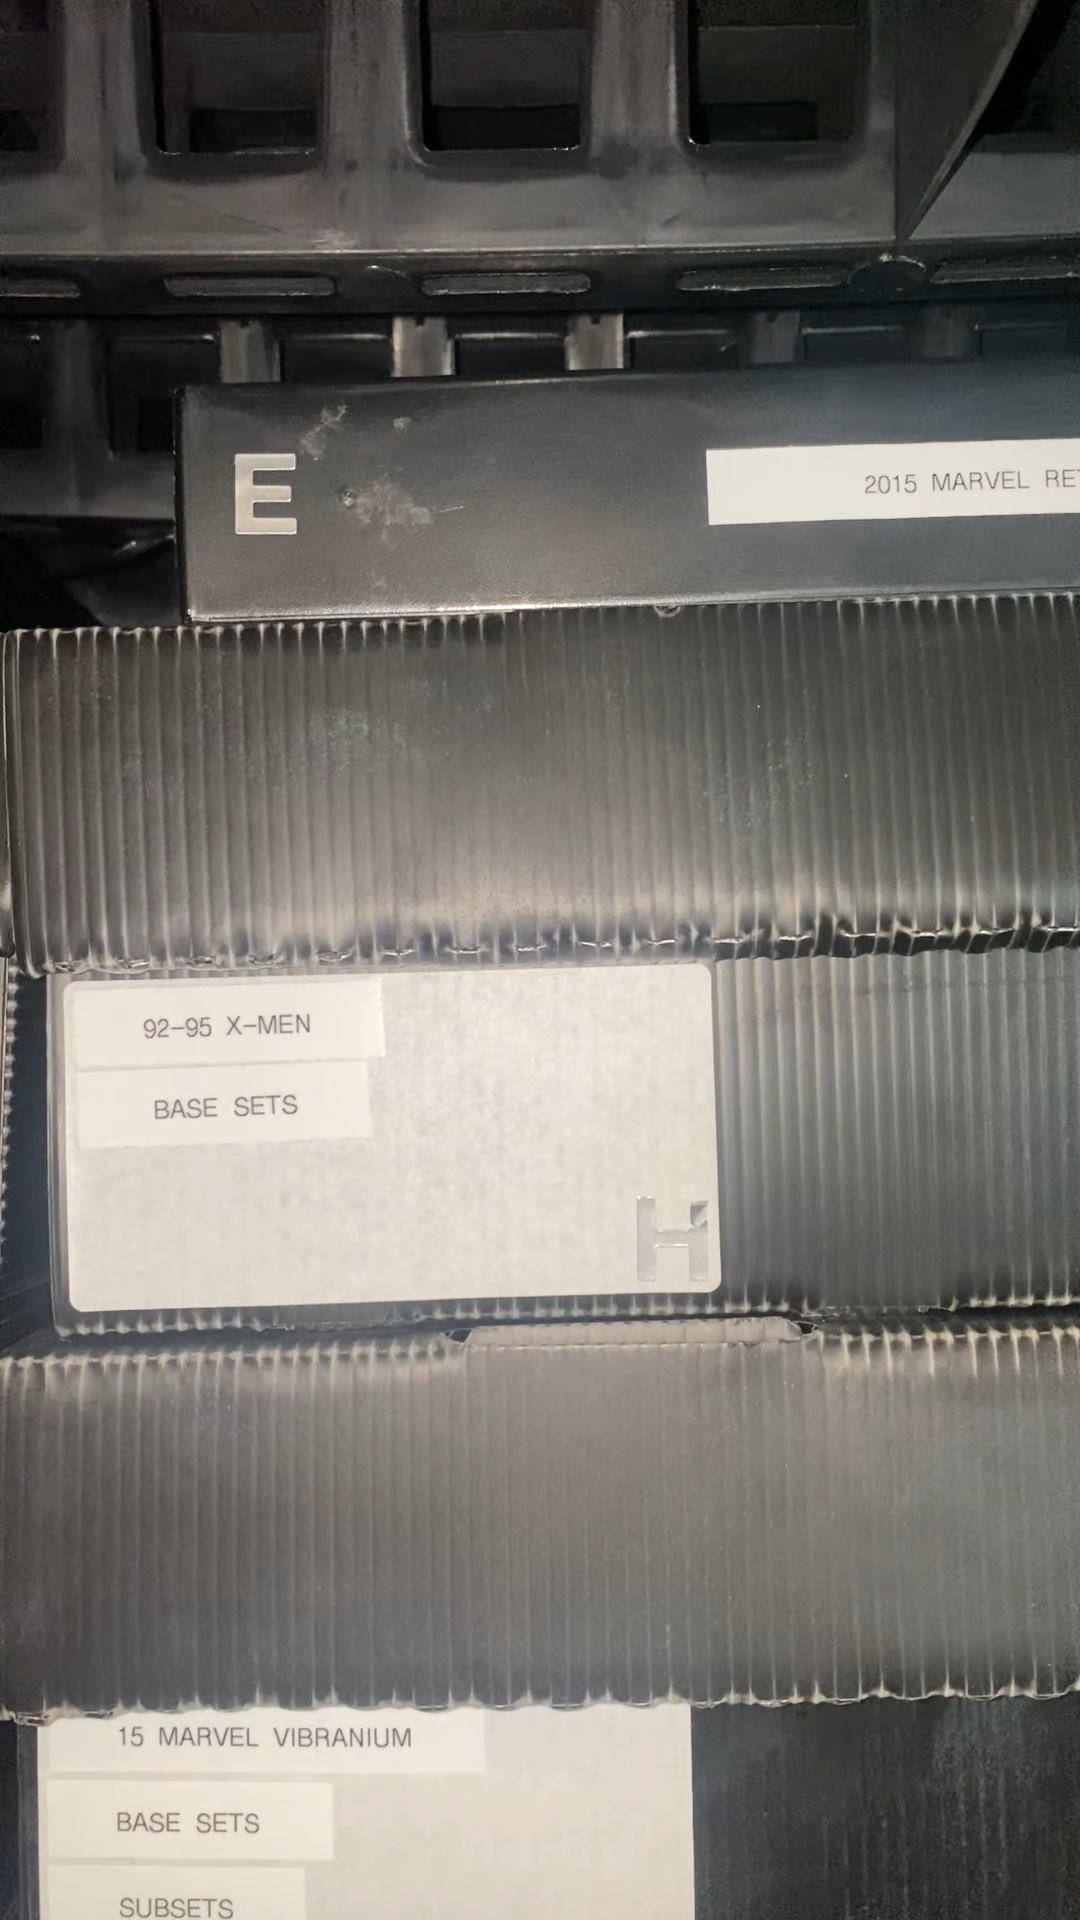 E
2015 MARVEL
92-95 X-MEN
BASE SETS
H
15 MARVEL VIBRANIUM
BASE SETS
SUBSETS